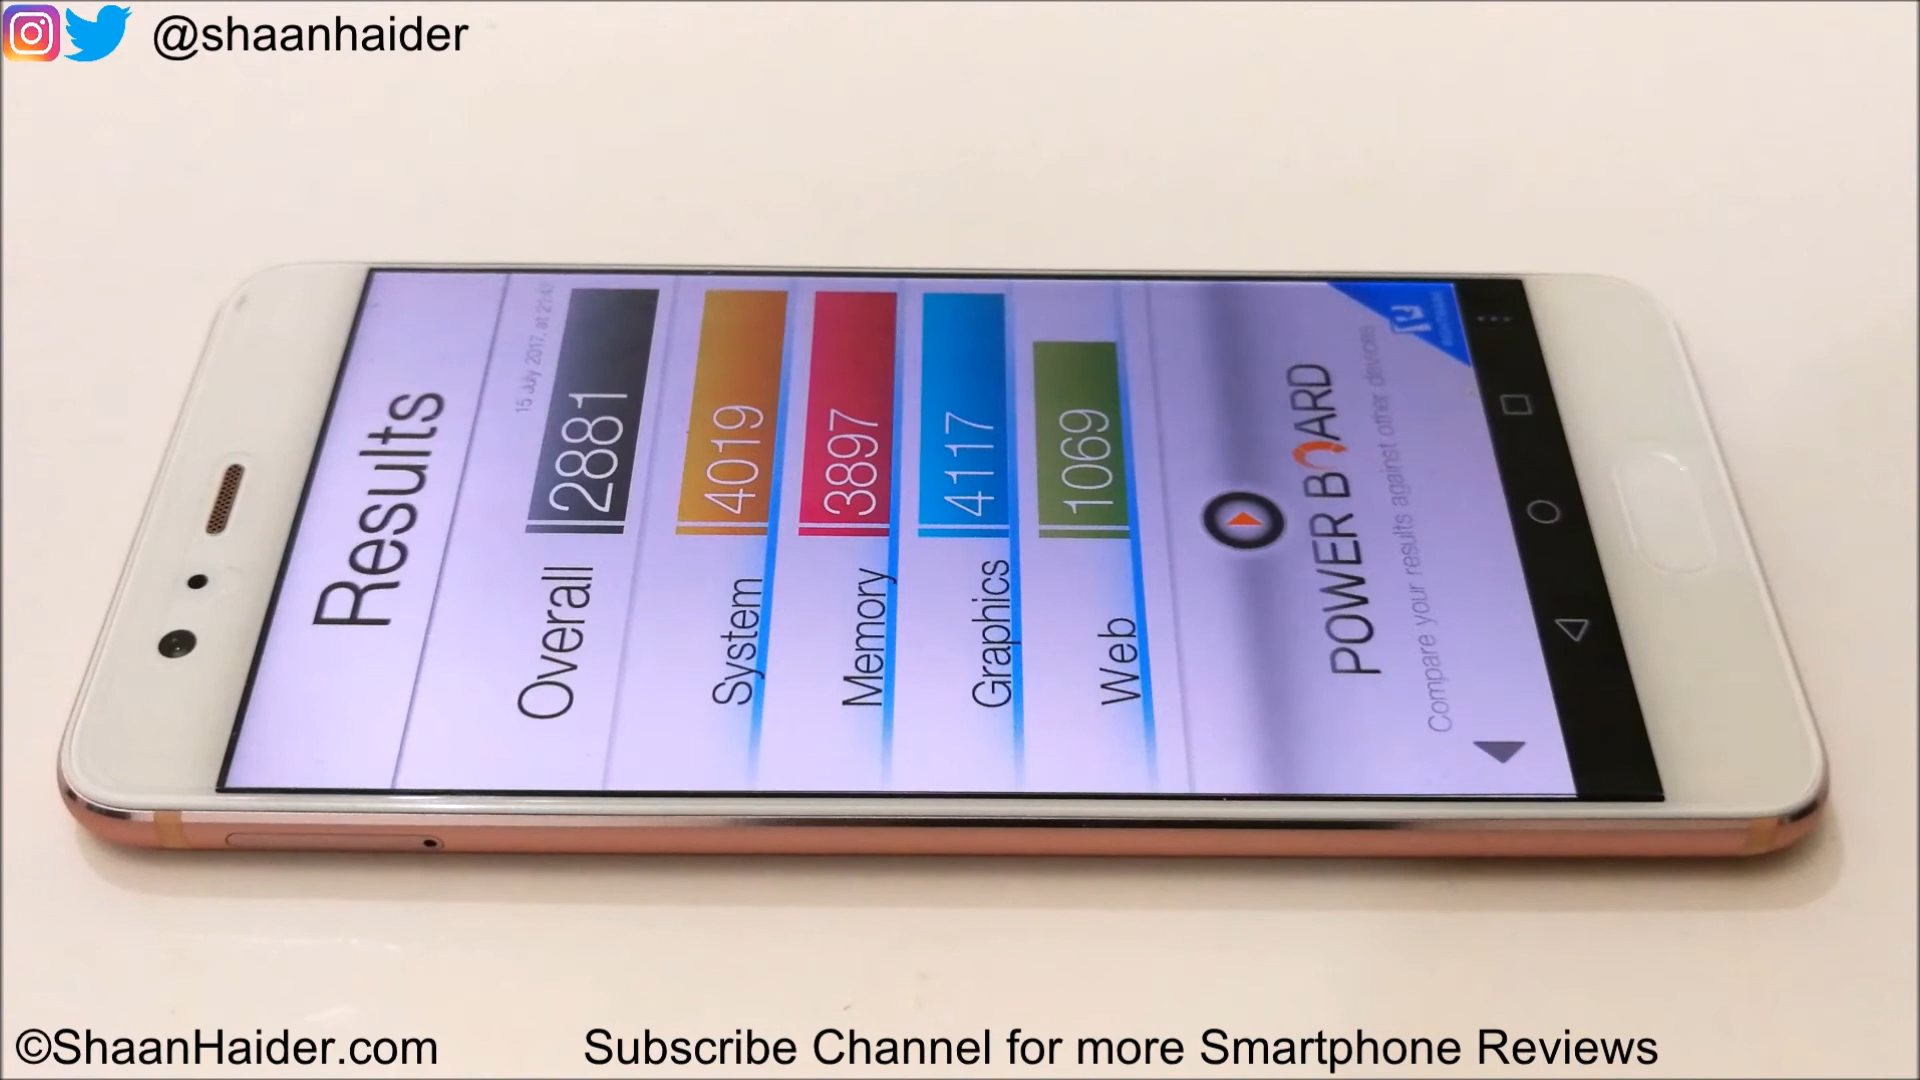 @shaanhaider
Results
15 July 2017, at 21:47
Overall 2881
System 4019
Memory 3897
Graphics 4117
Web 1069
POWER BOARD
Compare your results against other devices
©ShaanHaider.com
Subscribe Channel for more Smartphone Reviews